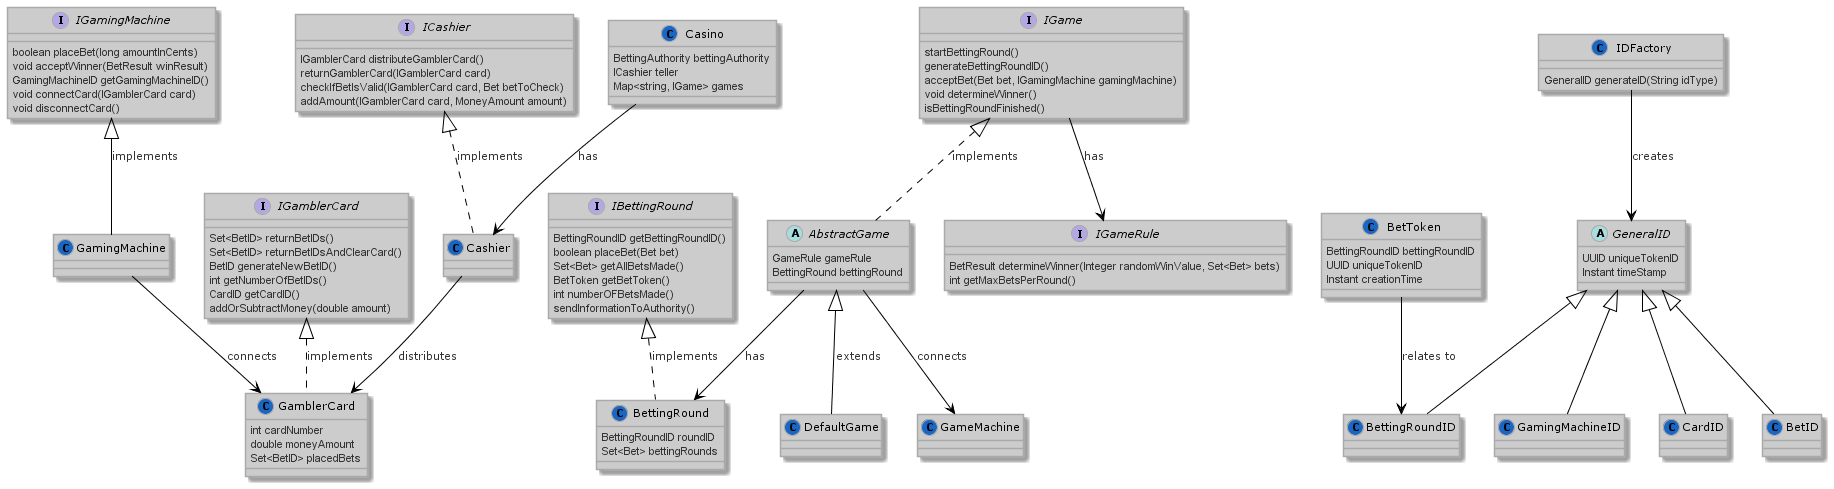 I IGamingMachine
boolean placeBet(long amountInCents)
void acceptWinner(BetResult winResult)
GamingMachineID getGamingMachineID()
void connectCard(IGamblerCard card)
void disconnectCard()
I ICashier
IGamblerCard distributeGamblerCard()
returnGamblerCard(IGamblerCard card)
checkIfBetIsValid(IGamblerCard card, Bet betToCheck)
addAmount(IGamblerCard card, MoneyAmount amount)
C Casino
BettingAuthority bettingAuthority
ICashier teller
Map<string, IGame> games
I IGame
startBettingRound()
generateBettingRoundID()
acceptBet(Bet bet, IGamingMachine gamingMachine)
void determineWinner()
isBettingRoundFinished()
C IDFactory
GeneralID generateID(String idType)
implements
implements
has
implements
has
creates
C GamingMachine
I IGamblerCard
Set<BetID> returnBetIDs()
Set<BetID> returnBetIDsAndClearCard()
BetID generateNewBetID()
int getNumberOfBetIDs()
CardID getCardID()
addOrSubtractMoney(double amount)
C Cashier
I IBettingRound
BettingRoundID getBettingRoundID()
boolean placeBet(Bet bet)
Set<Bet> getAllBetsMade()
BetToken getBetToken()
int numberOFBetsMade()
sendInformationToAuthority()
A AbstractGame
GameRule gameRule
BettingRound bettingRound
I IGameRule
BetResult determineWinner(Integer randomWinValue, Set<Bet> bets)
int getMaxBetsPerRound()
C BetToken
BettingRoundID bettingRoundID
UUID uniqueTokenID
Instant creationTime
A GeneralID
UUID uniqueTokenID
Instant timeStamp
connects
implements
distributes
implements
has
extends
connects
relates to
C GamblerCard
int cardNumber
double moneyAmount
Set<BetID> placedBets
C BettingRound
BettingRoundID roundID
Set<Bet> bettingRounds
C DefaultGame
C GameMachine
C BettingRoundID
C GamingMachineID
C CardID
C BetID